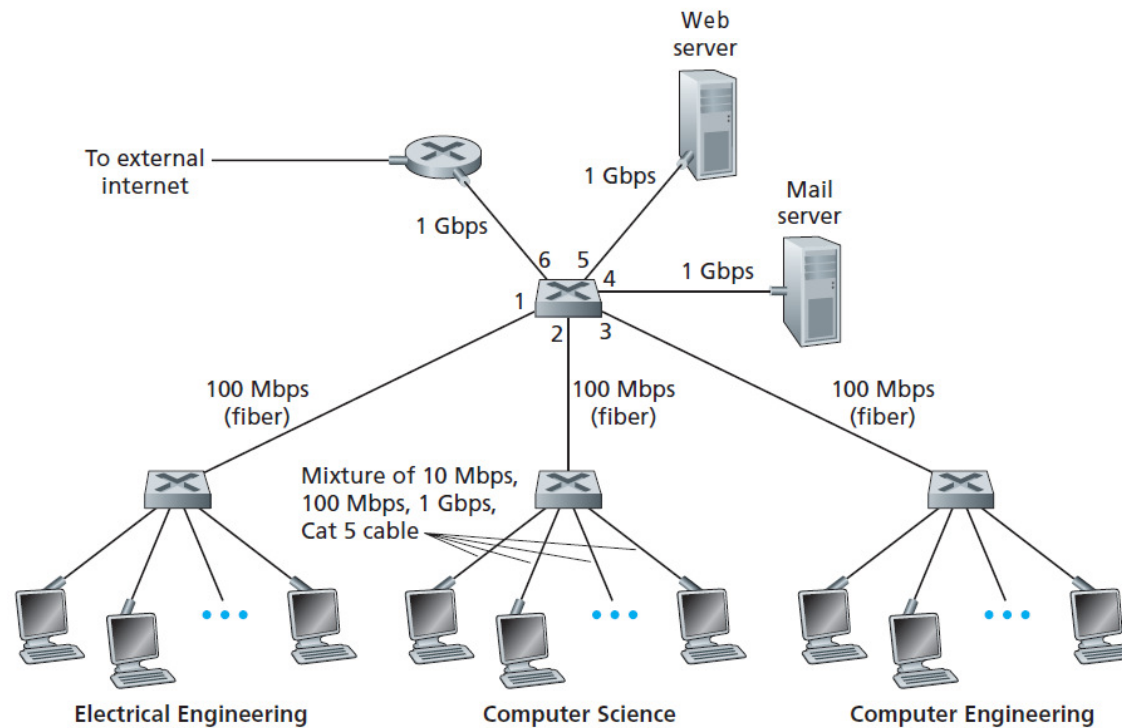 Web
server
To external
internet
1 Gbps
Mail
server
1 Gbps
1 Gbps
6
5
4
1
2
3
100 Mbps
(fiber)
100 Mbps
(fiber)
100 Mbps
(fiber)
Mixture of 10 Mbps,
100 Mbps, 1 Gbps,
Cat 5 cable
Electrical Engineering
Computer Science
Computer Engineering